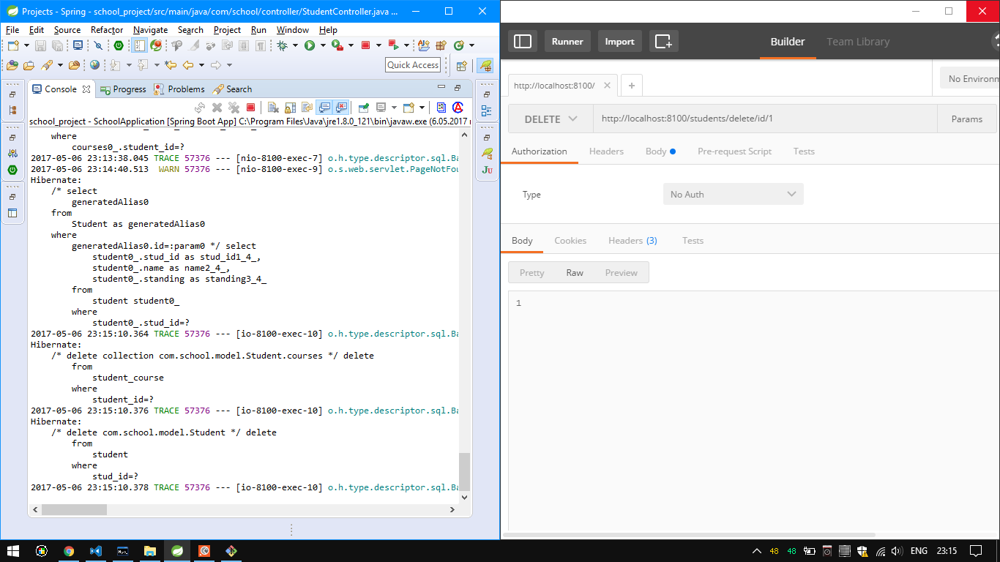 Projects - Spring - school_project/src/main/java/com/school/controller/StudentController.java ...
File Edit Source Refactor Navigate Search Project Run Window Help
Quick Access
Console Progress Problems Search
school_project - SchoolApplication [Spring Boot App] C:\Program Files\Java\jre1.8.0_121\bin\javaw.exe (6.05.2017
where
courses0_.student_id=?
2017-05-06 23:13:38.045 TRACE 57376 --- [nio-8100-exec-7] o.h.type.descriptor.sql.Ba
2017-05-06 23:14:40.513  WARN 57376 --- [nio-8100-exec-9] o.s.web.servlet.PageNotFou
Hibernate:
/* select
generatedAlias0
from
Student as generatedAlias0
where
generatedAlias0.id=:param0 */ select
student0_.stud_id as stud_id1_4_,
student0_.name as name2_4_,
student0_.standing as standing3_4_
from
student student0_
where
student0_.stud_id=?
2017-05-06 23:15:10.364 TRACE 57376 --- [io-8100-exec-10] o.h.type.descriptor.sql.Ba
Hibernate:
/* delete collection com.school.model.Student.courses */ delete
from
student_course
where
student_id=?
2017-05-06 23:15:10.376 TRACE 57376 --- [io-8100-exec-10] o.h.type.descriptor.sql.Ba
Hibernate:
/* delete com.school.model.Student */ delete
from
student
where
stud_id=?
2017-05-06 23:15:10.378 TRACE 57376 --- [io-8100-exec-10] o.h.type.descriptor.sql.Ba
JU
Runner Import Builder Team Library
http://localhost:8100/ No Environm
DELETE http://localhost:8100/students/delete/id/1 Params
Authorization Headers Body Pre-request Script Tests
Type No Auth
Body Cookies Headers (3) Tests
Pretty Raw Preview
1
48 48 ENG 23:15